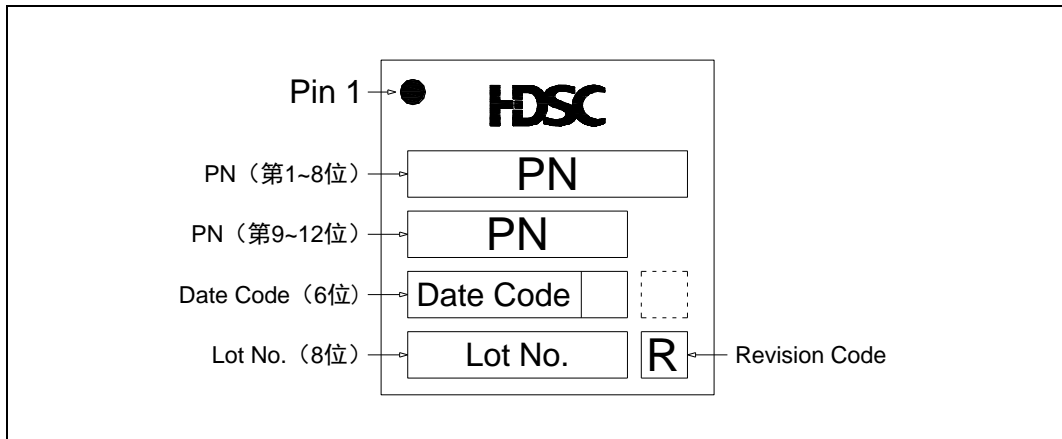 HDSC
Pin 1
PN（第1~8位） PN
PN（第9~12位） PN
Date Code（6位） Date Code
Lot No.（8位） Lot No. R Revision Code